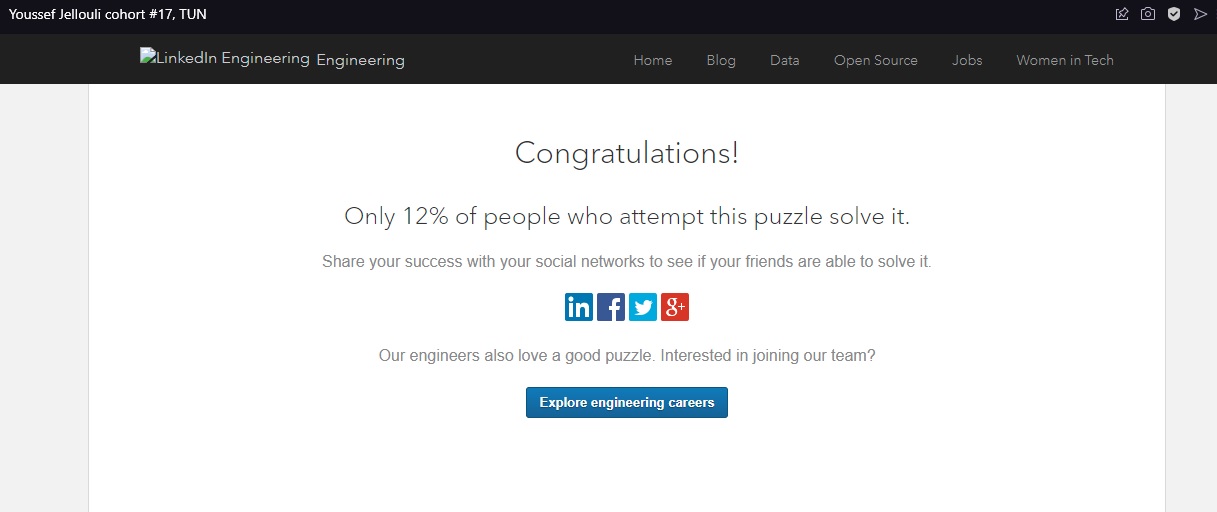 Youssef Jellouli cohort #17, TUN
LinkedIn Engineering Engineering Home Blog Data Open Source Jobs Women in Tech
Congratulations!
Only 12% of people who attempt this puzzle solve it.
Share your success with your social networks to see if your friends are able to solve it.
in f g+
Our engineers also love a good puzzle. Interested in joining our team?
Explore engineering careers